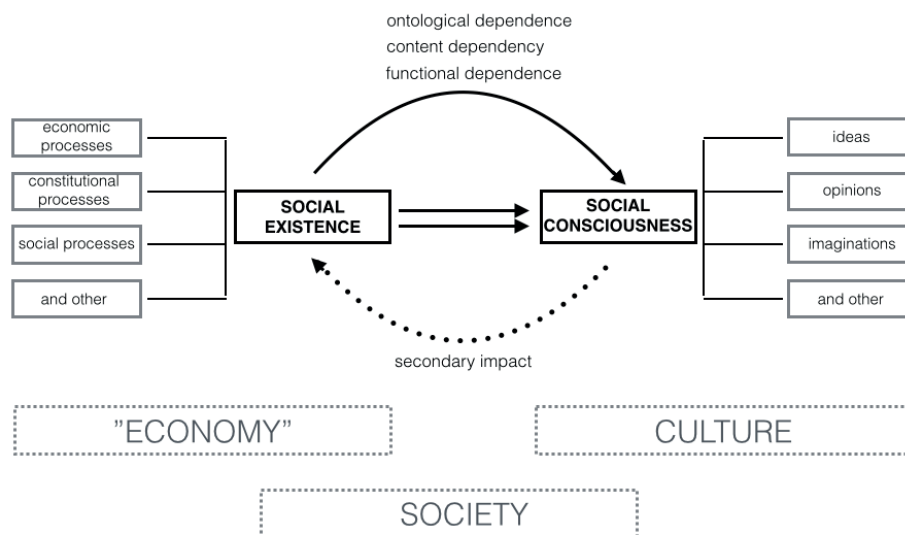 ontological dependence
content dependency
functional dependence
economic
processes
constitutional
processes
social processes
and other
SOCIAL
EXISTENCE
SOCIAL
CONSCIOUSNESS
ideas
opinions
imaginations
and other
secondary impact
”ECONOMY”
CULTURE
SOCIETY